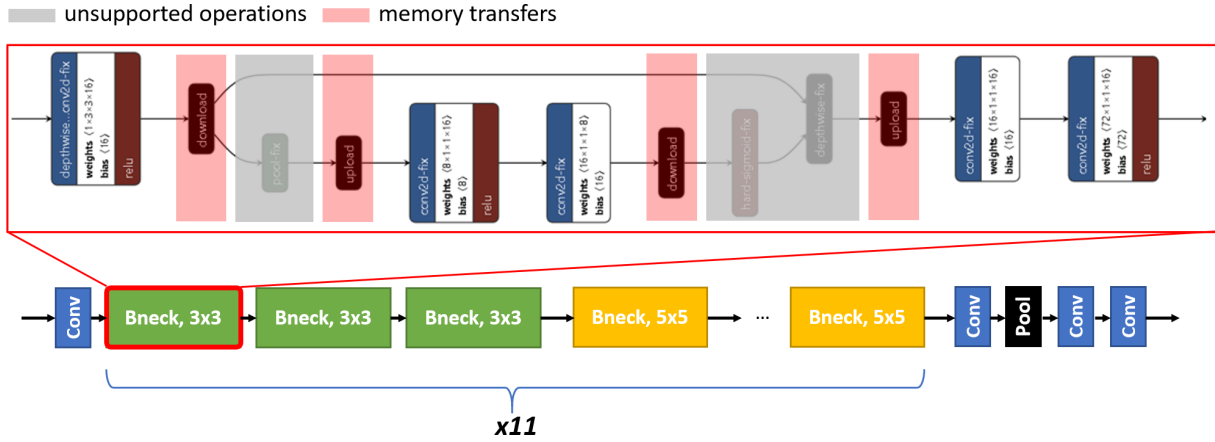 unsupported operations
memory transfers
depthwise...onv2d-fix
weights ⟨1×3×3×16⟩
bias ⟨16⟩
relu
download
pool-fix
upload
conv2d-fix
weights ⟨8×1×1×16⟩
bias ⟨8⟩
relu
conv2d-fix
weights ⟨16×1×1×8⟩
bias ⟨16⟩
download
hard-sigmoid-fix
depthwise-fix
upload
conv2d-fix
weights ⟨16×1×1×16⟩
bias ⟨16⟩
conv2d-fix
weights ⟨72×1×1×16⟩
bias ⟨72⟩
relu
Conv
Bneck, 3x3
Bneck, 3x3
Bneck, 3x3
Bneck, 5x5
...
Bneck, 5x5
Conv
Pool
Conv
Conv
x11